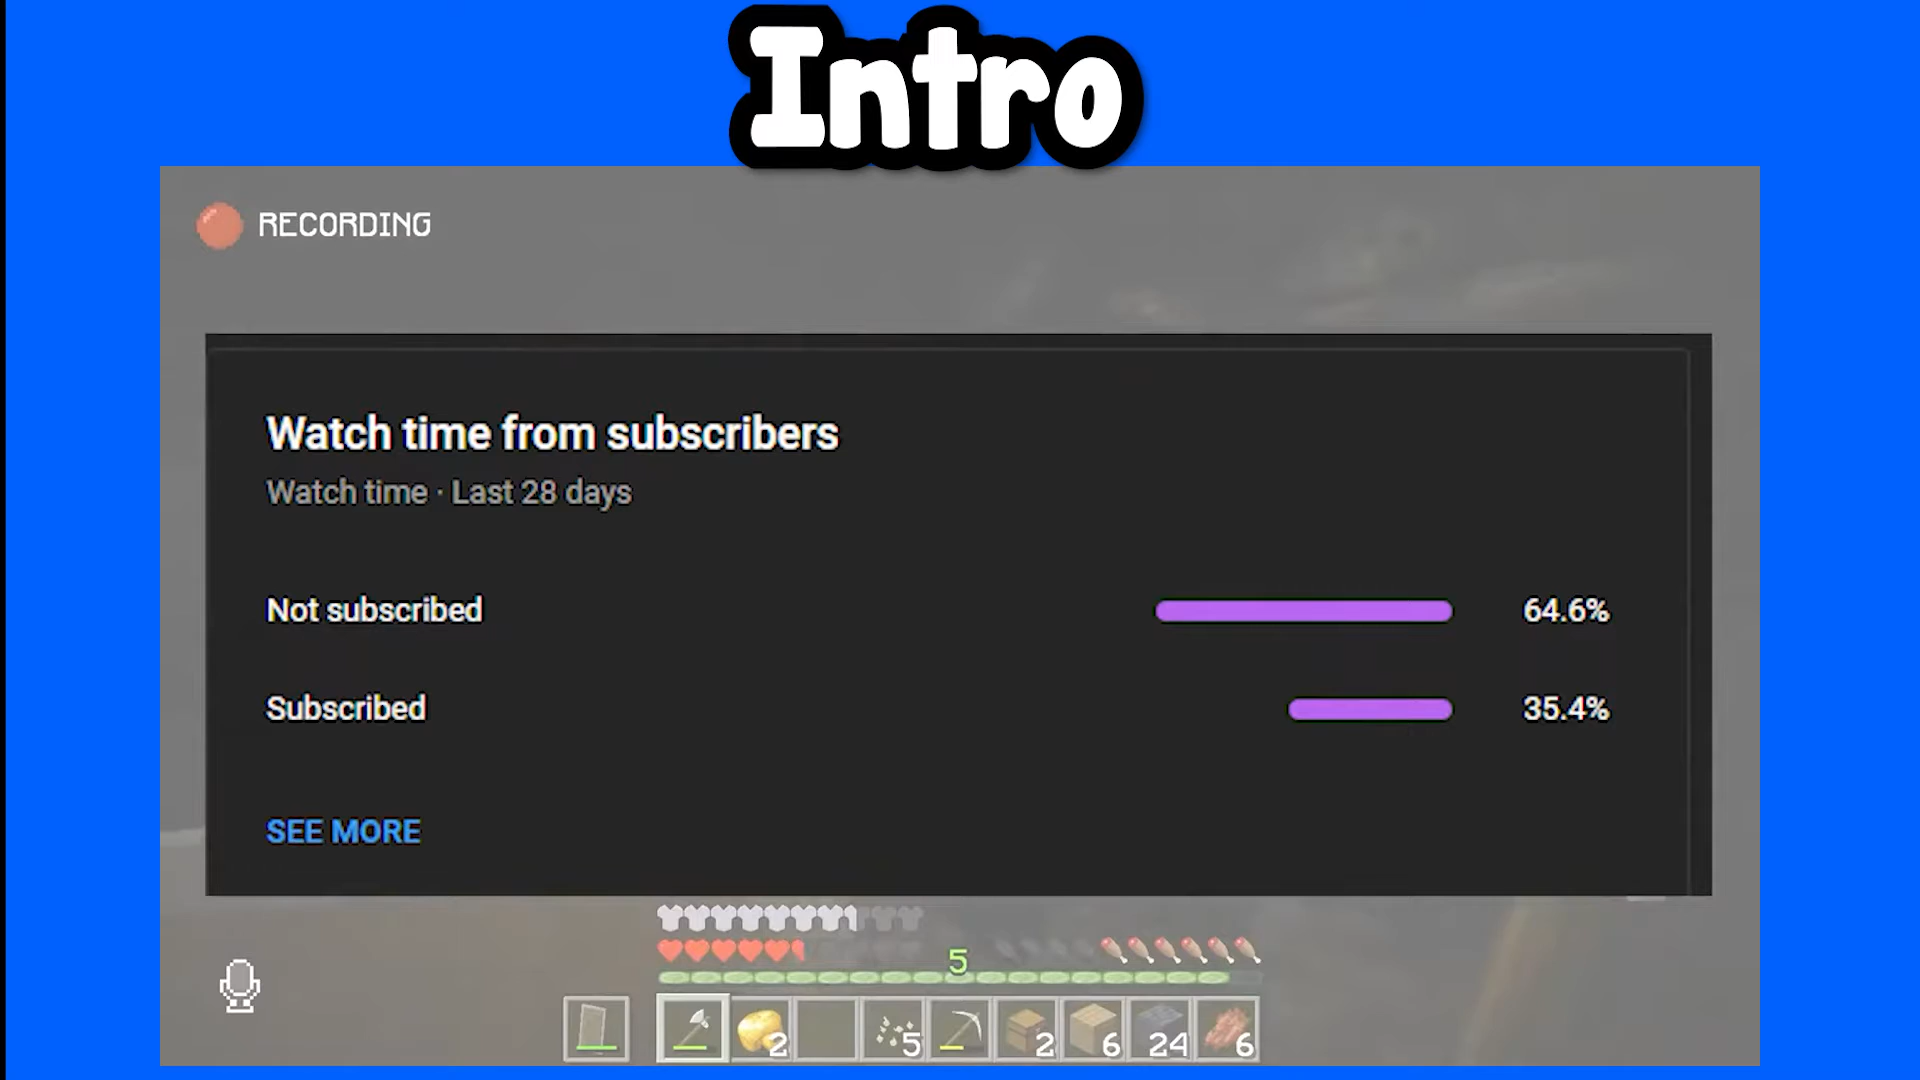 Intro
RECORDING
Watch time from subscribers
Watch time · Last 28 days
Not subscribed 64.6%
Subscribed 35.4%
SEE MORE
5
2 5 2 6 24 6